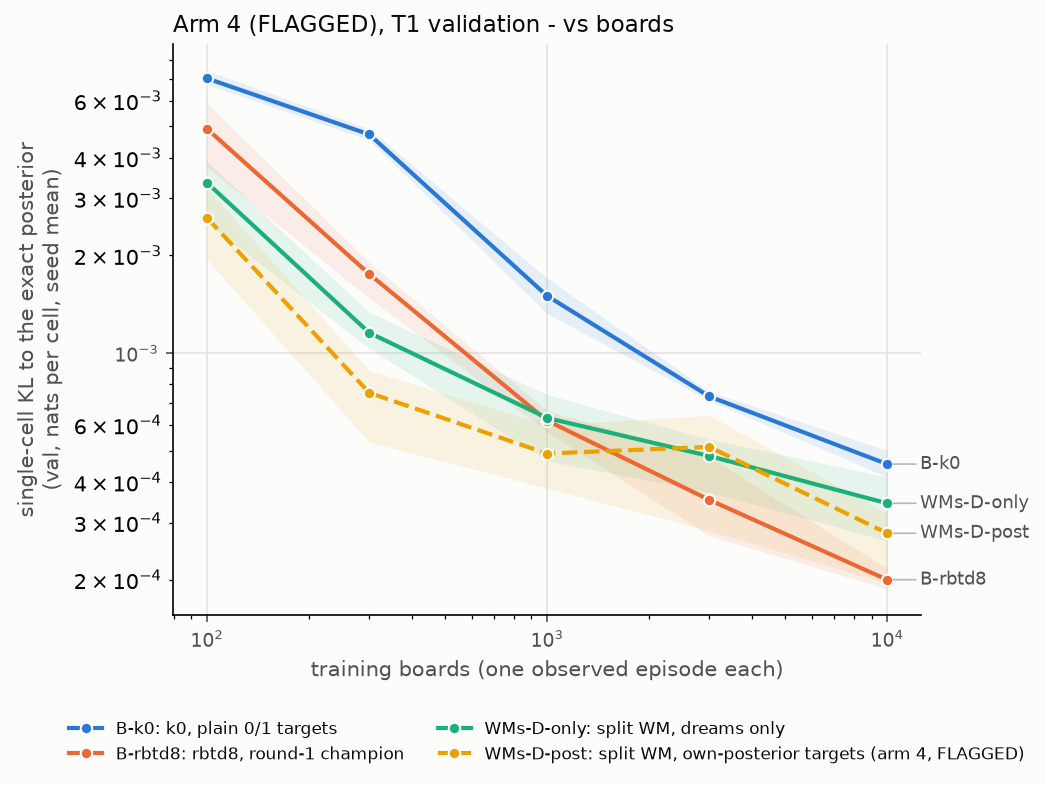 Arm 4 (FLAGGED), T1 validation - vs boards
single-cell KL to the exact posterior
(val, nats per cell, seed mean)
6 × 10⁻³
4 × 10⁻³
3 × 10⁻³
2 × 10⁻³
10⁻³
6 × 10⁻⁴
4 × 10⁻⁴
3 × 10⁻⁴
2 × 10⁻⁴
B-k0
WMs-D-only
WMs-D-post
B-rbtd8
10² 10³ 10⁴
training boards (one observed episode each)
B-k0: k0, plain 0/1 targets
B-rbtd8: rbtd8, round-1 champion
WMs-D-only: split WM, dreams only
WMs-D-post: split WM, own-posterior targets (arm 4, FLAGGED)